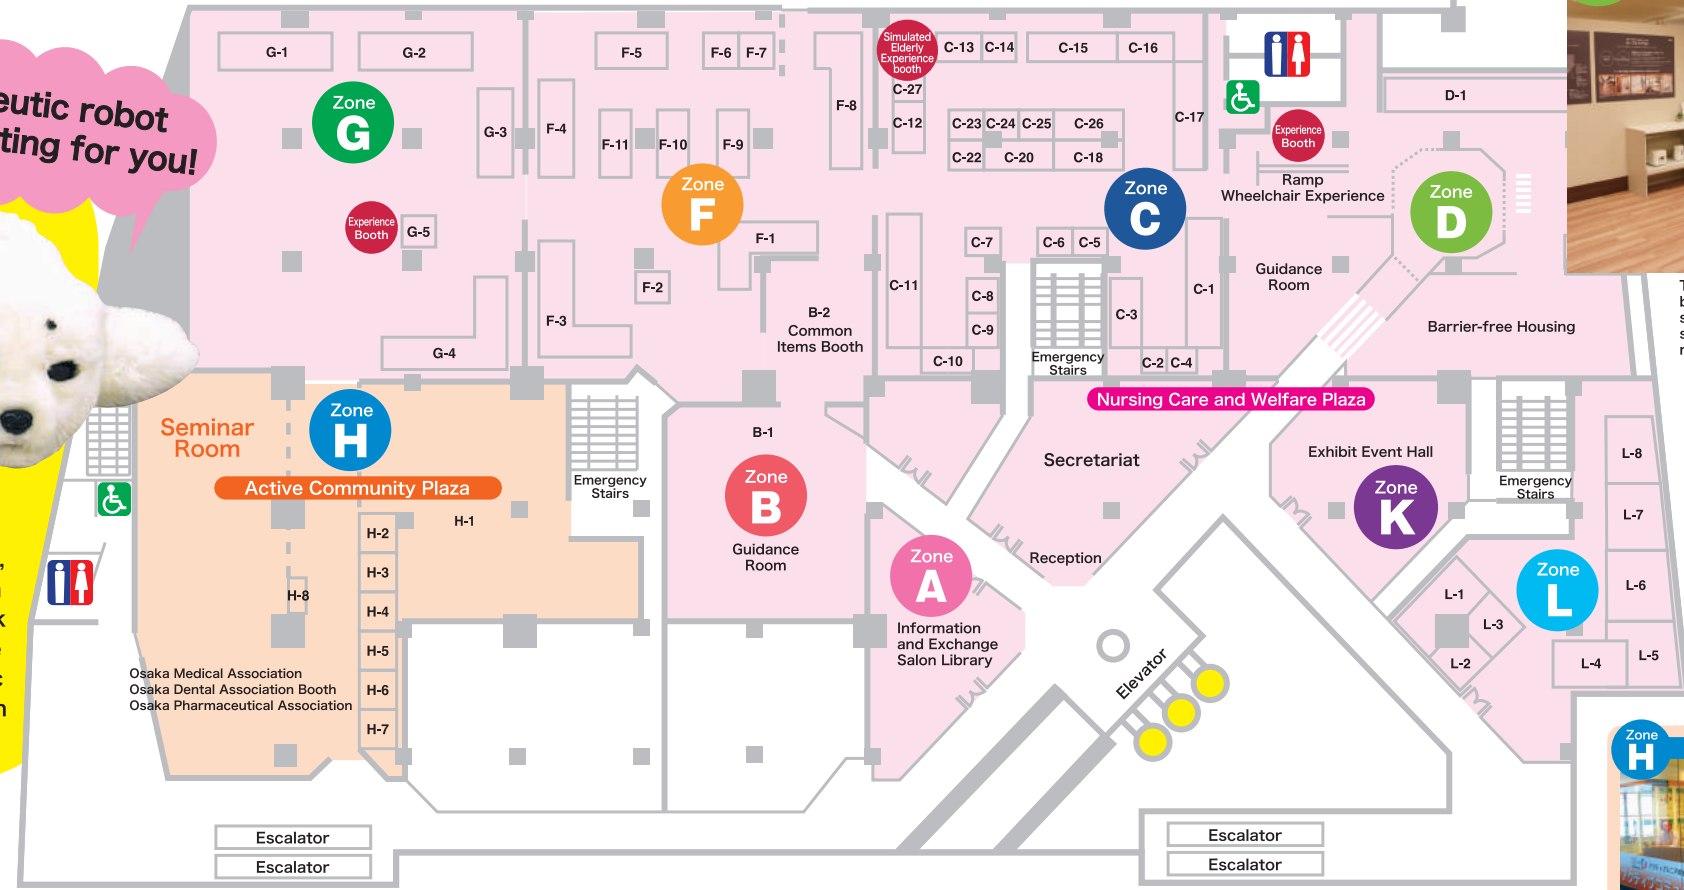 eutic robot
ting for you!
G-1
G-2
Zone
G
G-3
Experience
Booth
G-5
G-4
F-5
F-6
F-7
F-4
F-11
F-10
F-9
F-8
Zone
F
F-1
F-2
F-3
B-2
Common
Items Booth
Simulated
Elderly
Experience
booth
C-13
C-14
C-15
C-16
C-27
C-12
C-23
C-24
C-25
C-26
C-17
C-22
C-20
C-18
Zone
C
C-7
C-6
C-5
C-11
C-8
C-9
C-10
C-3
C-1
C-2
C-4
Emergency
Stairs
D-1
Experience
Booth
Ramp
Wheelchair Experience
Zone
D
Guidance
Room
Barrier-free Housing
Nursing Care and Welfare Plaza
Seminar
Room
Zone
H
Active Community Plaza
H-1
H-2
H-3
H-4
H-5
H-6
H-7
H-8
Osaka Medical Association
Osaka Dental Association Booth
Osaka Pharmaceutical Association
Emergency
Stairs
B-1
Zone
B
Guidance
Room
Secretariat
Reception
Zone
A
Information
and Exchange
Salon Library
Elevator
Exhibit Event Hall
Zone
K
Emergency
Stairs
L-8
L-7
L-6
L-5
L-4
Zone
L
L-1
L-3
L-2
Escalator
Escalator
Escalator
Escalator
Zone
H